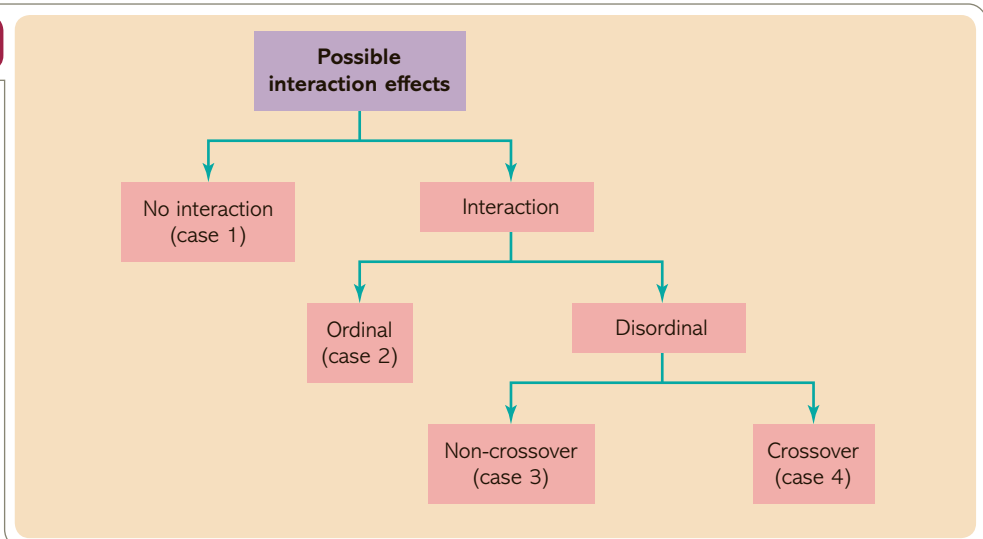 Possible
interaction effects
No interaction
(case 1)
Interaction
Ordinal
(case 2)
Disordinal
Non-crossover
(case 3)
Crossover
(case 4)